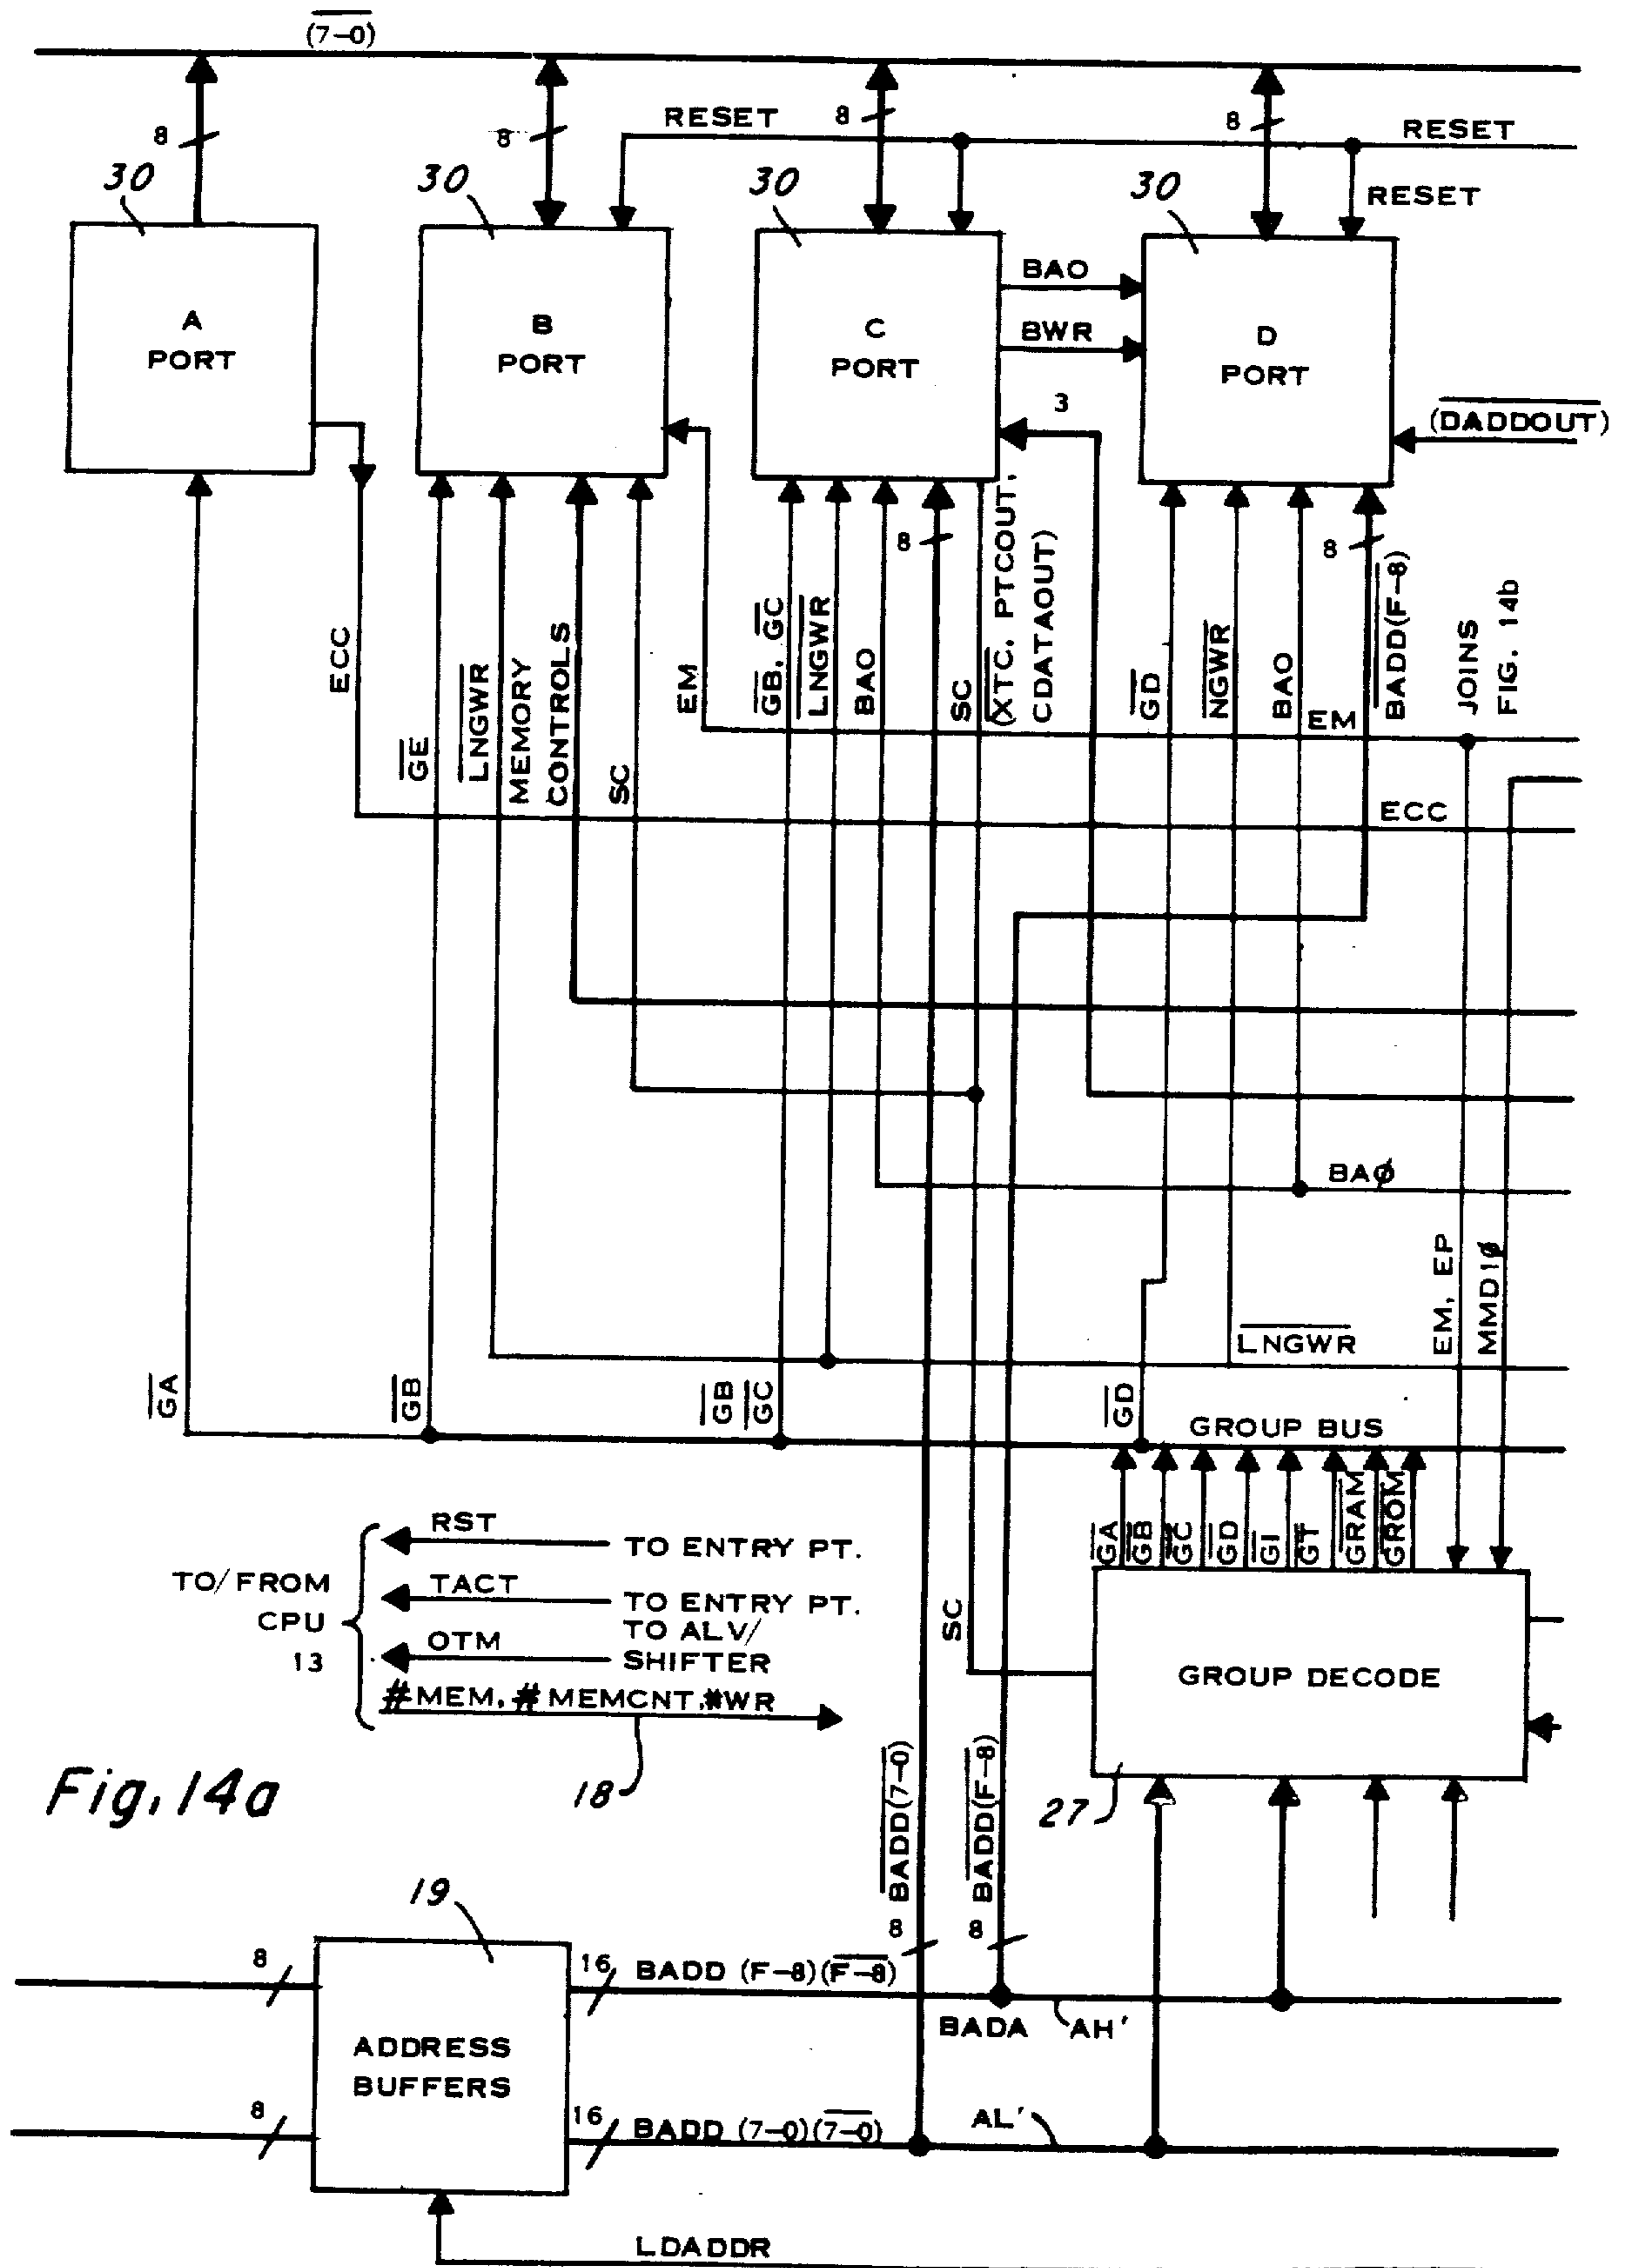 (7-0)
8
8
8
8
RESET
RESET
RESET
30
30
30
30
A
PORT
B
PORT
C
PORT
D
PORT
BAO
BWR
3
(DADDOUT)
8
8
ECC
GE
LNGWR
MEMORY
CONTROLS
SC
EM
GB, GC
LNGWR
BAO
SC
(XTC, PTCOUT,
CDATAOUT)
GD
NGWR
BAO
EM
BADD(F-8)
JOINS
FIG. 14b
ECC
BAØ
EM, EP
MMD1Ø
LNGWR
GA
GB
GB
GC
GD
GROUP BUS
GA
GB
GC
GD
GI
GT
GRAM
GROM
TO/FROM
CPU
13
RST
TO ENTRY PT.
TACT
TO ENTRY PT.
OTM
TO ALV/
SHIFTER
#MEM, # MEMCNT, #WR
18
SC
GROUP DECODE
27
Fig. 14a
BADD(7-0)
BADD(F-8)
8
8
19
8
8
ADDRESS
BUFFERS
16
BADD (F-8)(F-8)
BADA
AH'
16
BADD (7-0)(7-0)
AL'
LDADDR